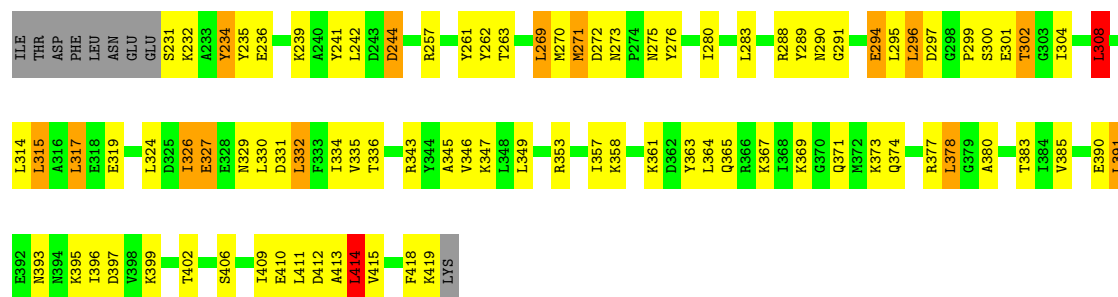 ILE THR ASP PHE LEU ASN GLU GLU S231 K232 A233 Y234 Y235 E236 K239 A240 Y241 L242 D243 D244 R257 Y261 Y262 T263 L269 M270 M271 D272 N273 P274 N275 Y276 I280 L283 R288 Y289 N290 G291 E294 L295 L296 D297 G298 P299 S300 E301 T302 G303 I304 L308
L314 L315 A316 L317 E318 E319 L324 D325 I326 E327 E328 N329 L330 D331 L332 F333 I334 V335 T336 R343 Y344 A345 V346 K347 L348 L349 R353 I357 K358 K361 D362 Y363 L364 Q365 R366 K367 I368 K369 G370 Q371 M372 K373 Q374 R377 L378 G379 A380 T383 I384 V385 E390
E392 N393 N394 K395 I396 D397 V398 K399 T402 S406 I409 E410 L411 D412 A413 L414 V415 F418 K419 LYS